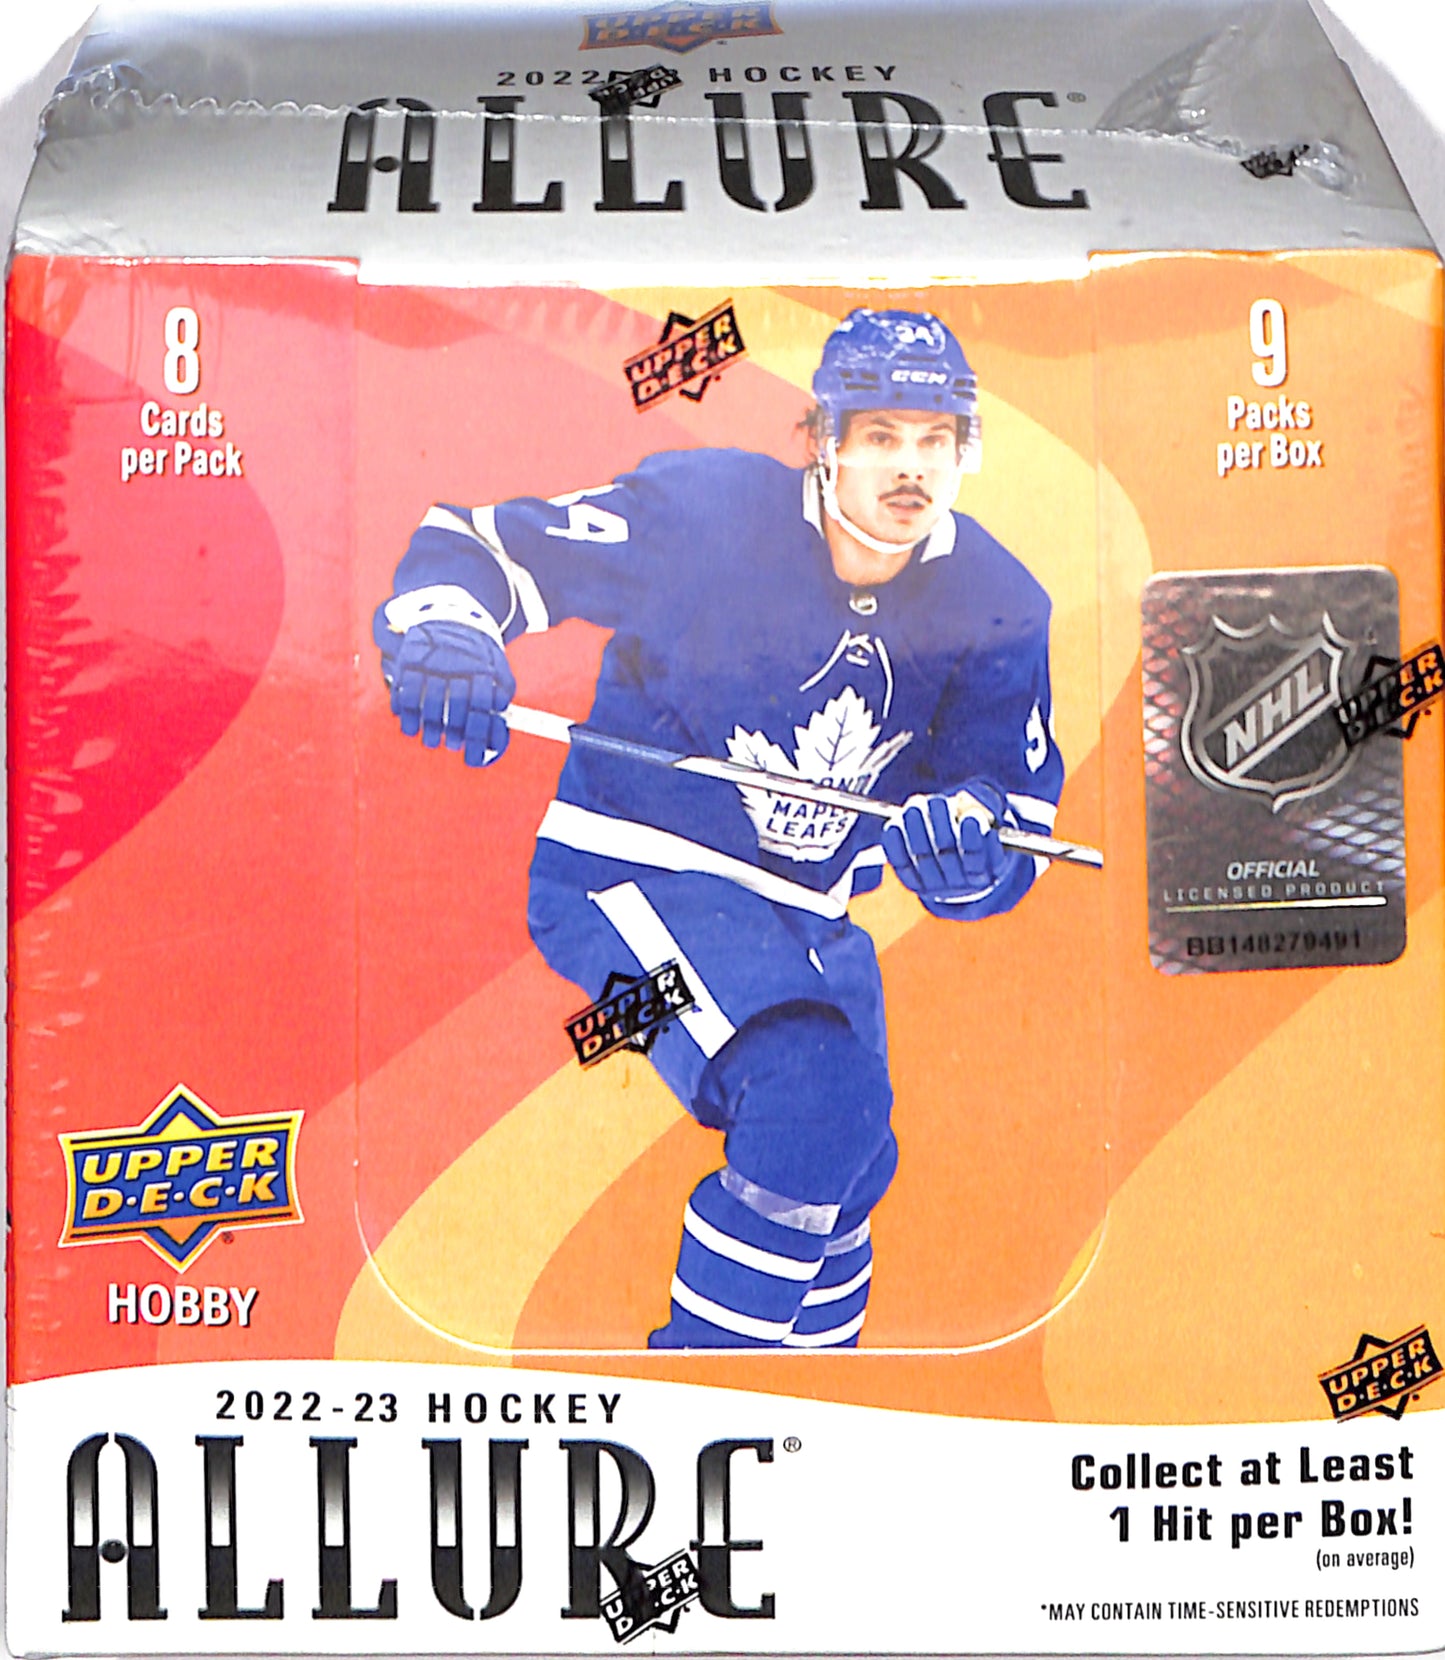 UPPER
D·E·C·K
2022 HOCKEY
ALLURE®
UPPER
DECK
8
Cards
per Pack
9
Packs
per Box
UPPER
D·E·C·K
34
CCM
MAPLE
LEAFS
NHL
UPPER
D·E·C·K
OFFICIAL
LICENSED PRODUCT
BB148279491
UPPER
D·E·C·K
UPPER
D·E·C·K®
HOBBY
UPPER
D·E·C·K
2022-23 HOCKEY
ALLURE®
UPPER
D·E·C·K
Collect at Least
1 Hit per Box!
(on average)
*MAY CONTAIN TIME-SENSITIVE REDEMPTIONS